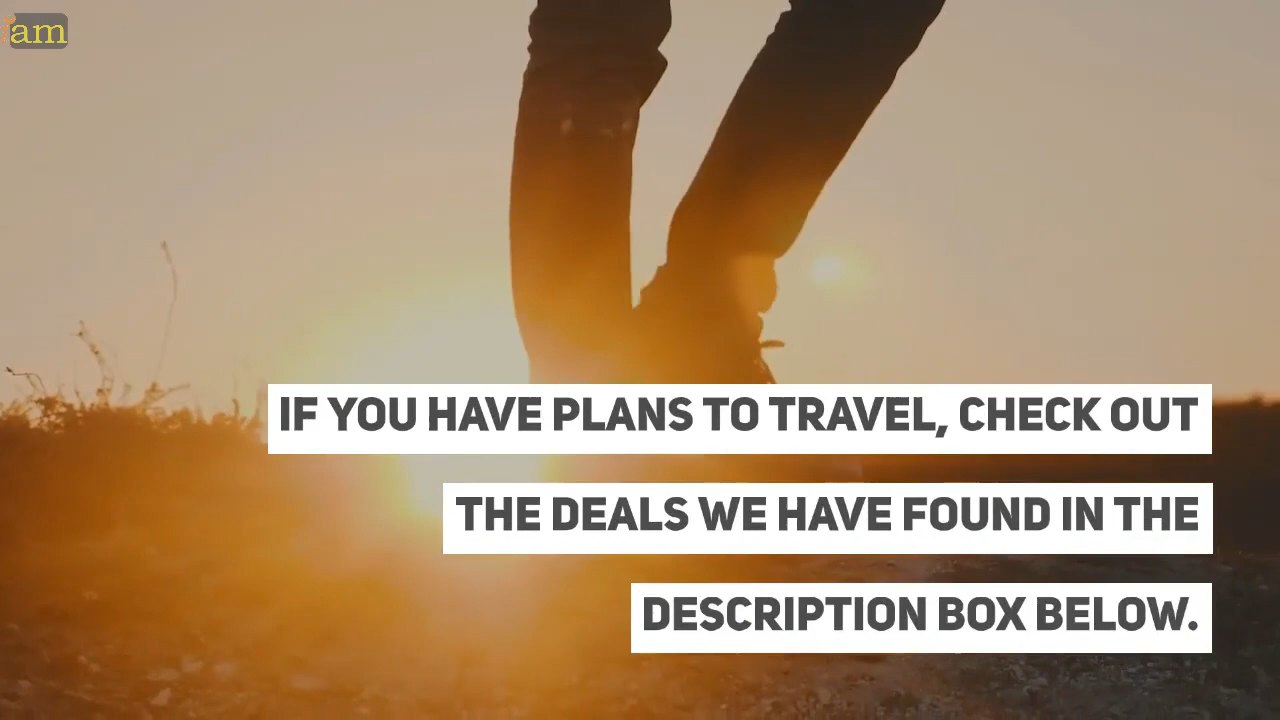 iam
IF YOU HAVE PLANS TO TRAVEL, CHECK OUT
THE DEALS WE HAVE FOUND IN THE
DESCRIPTION BOX BELOW.